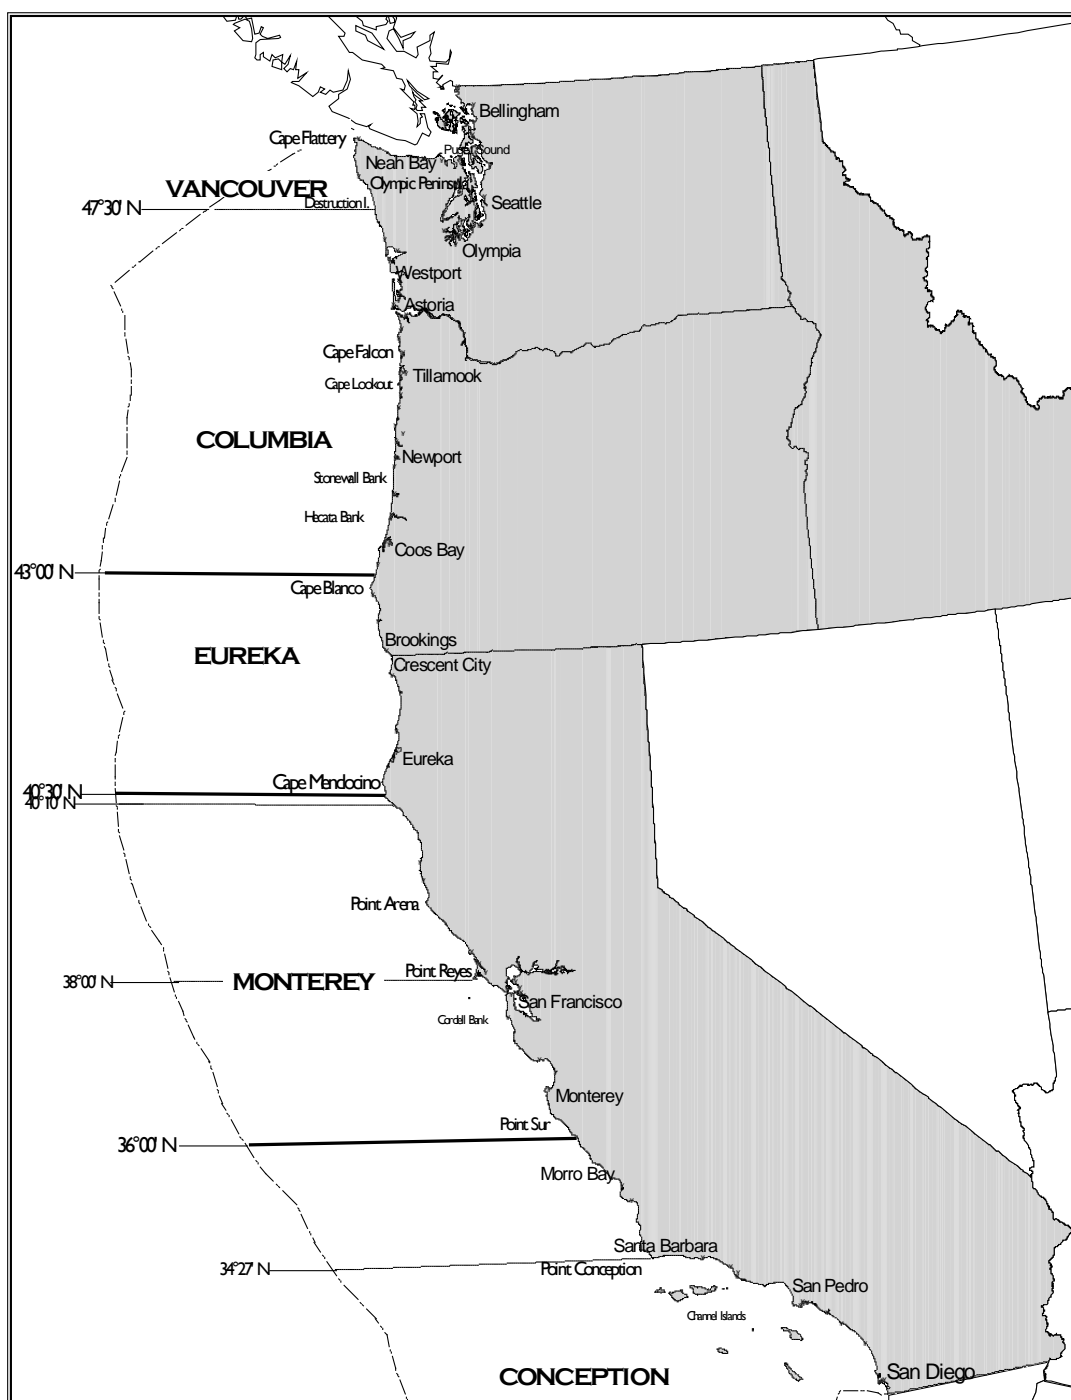 Bellingham
Cape Flattery
Puget Sound
Neah Bay
Olympic Peninsula
VANCOUVER
Destruction I.
Seattle
47°30' N
Olympia
Westport
Astoria
Cape Falcon
Tillamook
Cape Lookout
COLUMBIA
Newport
Stonewall Bank
Hecata Bank
Coos Bay
43°00' N
Cape Blanco
Brookings
EUREKA
Crescent City
Eureka
Cape Mendocino
40°30' N
40°10' N
Point Arena
Point Reyes
38°00' N
MONTEREY
San Francisco
Cordell Bank
Monterey
Point Sur
36°00' N
Morro Bay
Santa Barbara
34°27' N
Point Conception
San Pedro
Channel Islands
CONCEPTION
San Diego